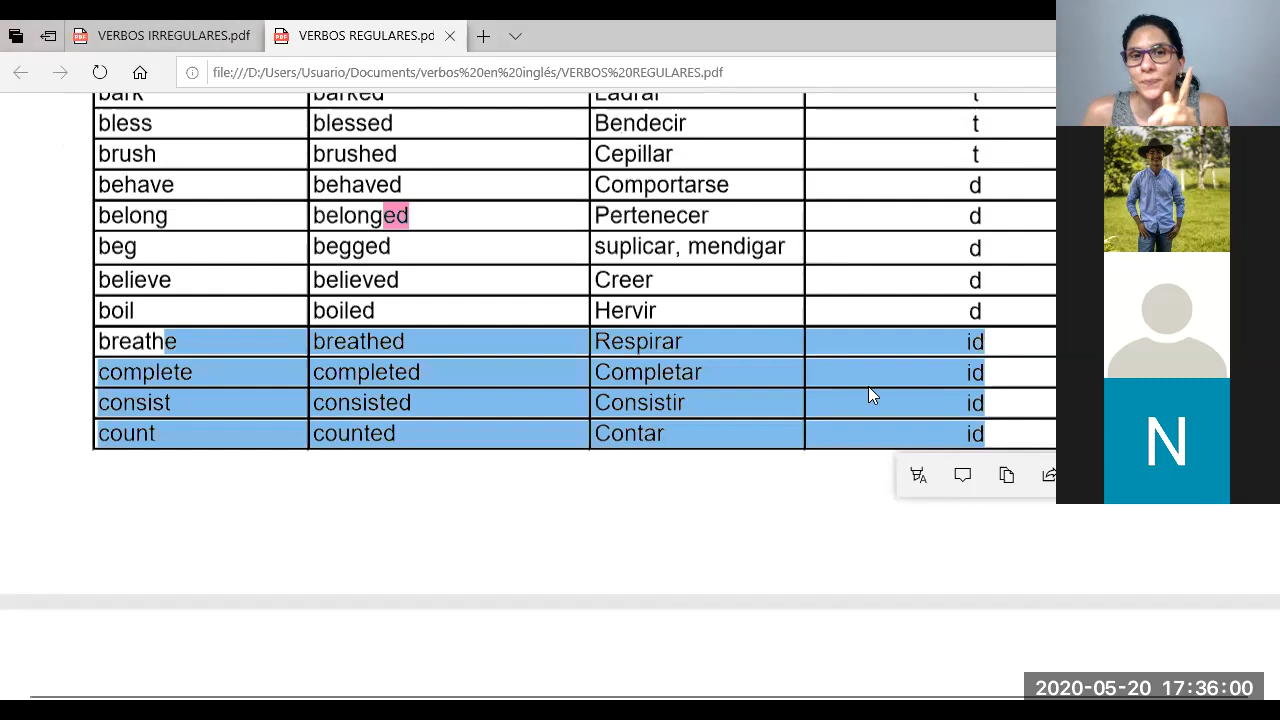 VERBOS IRREGULARES.pdf VERBOS REGULARES.pd
file:///D:/Users/Usuario/Documents/verbos%20en%20inglés/VERBOS%20REGULARES.pdf
bark barked Ladrar t
bless blessed Bendecir t
brush brushed Cepillar t
behave behaved Comportarse d
belong belonged Pertenecer d
beg begged suplicar, mendigar d
believe believed Creer d
boil boiled Hervir d
breathe breathed Respirar id
complete completed Completar id
consist consisted Consistir id
count counted Contar id
N
2020-05-20 17:36:00